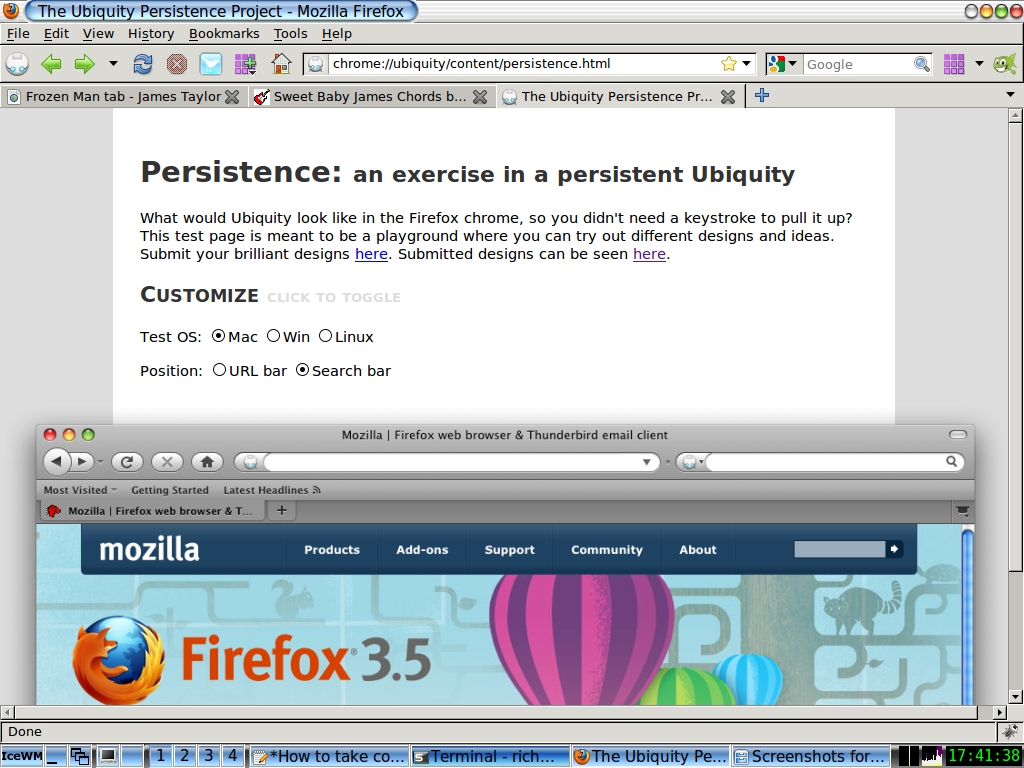 The Ubiquity Persistence Project - Mozilla Firefox
File Edit View History Bookmarks Tools Help
chrome://ubiquity/content/persistence.html
Google
Frozen Man tab - James Taylor
Sweet Baby James Chords b...
The Ubiquity Persistence Pr...
Persistence: an exercise in a persistent Ubiquity
What would Ubiquity look like in the Firefox chrome, so you didn't need a keystroke to pull it up?
This test page is meant to be a playground where you can try out different designs and ideas.
Submit your brilliant designs here. Submitted designs can be seen here.
CUSTOMIZE CLICK TO TOGGLE
Test OS: Mac Win Linux
Position: URL bar Search bar
Mozilla | Firefox web browser & Thunderbird email client
Most Visited Getting Started Latest Headlines
Mozilla | Firefox web browser & T...
mozilla Products Add-ons Support Community About
Firefox® 3.5
Done
IceWM 1 2 3 4 *How to take co... Terminal - rich... The Ubiquity Pe... Screenshots for... 17:41:38